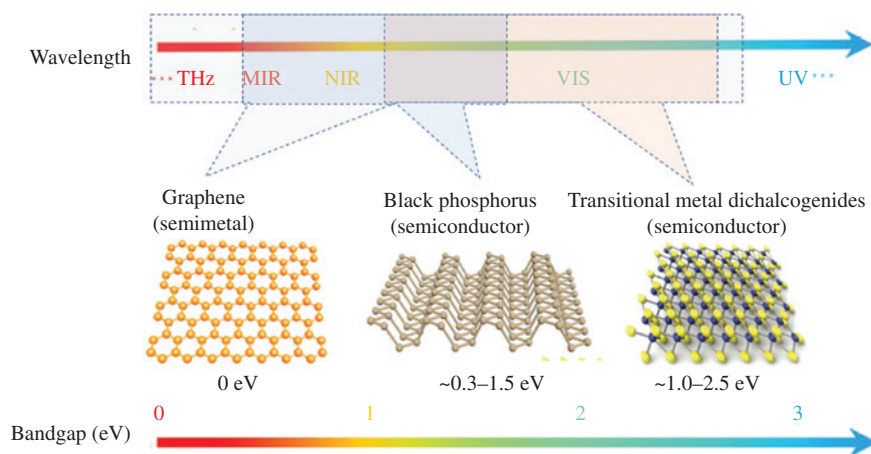 Wavelength
··· THz MIR NIR VIS UV ····
Graphene
(semimetal)
Black phosphorus
(semiconductor)
Transitional metal dichalcogenides
(semiconductor)
0 eV
~0.3–1.5 eV
~1.0–2.5 eV
0 1 2 3
Bandgap (eV)